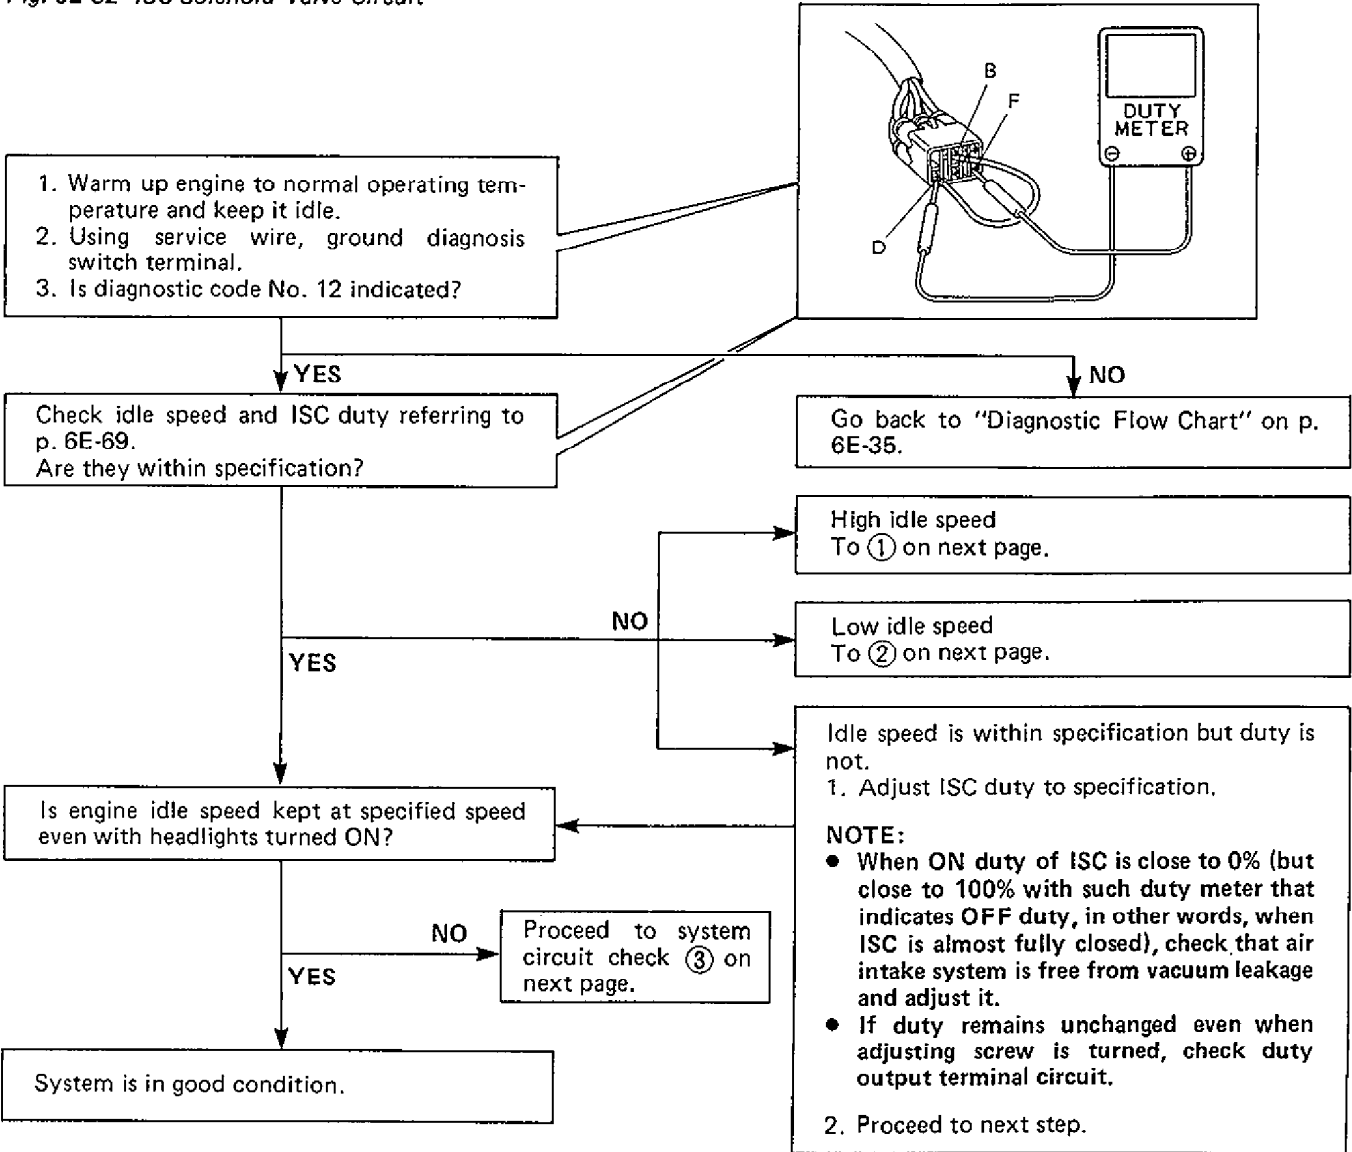 B
F
DUTY
METER
⊖ ⊕
D
1. Warm up engine to normal operating tem-
perature and keep it idle.
2. Using service wire, ground diagnosis
switch terminal.
3. Is diagnostic code No. 12 indicated?
YES
NO
Check idle speed and ISC duty referring to
p. 6E-69.
Are they within specification?
Go back to "Diagnostic Flow Chart" on p.
6E-35.
High idle speed
To ① on next page.
NO
Low idle speed
To ② on next page.
YES
Idle speed is within specification but duty is
not.
1. Adjust ISC duty to specification.
NOTE:
● When ON duty of ISC is close to 0% (but
close to 100% with such duty meter that
indicates OFF duty, in other words, when
ISC is almost fully closed), check that air
intake system is free from vacuum leakage
and adjust it.
● If duty remains unchanged even when
adjusting screw is turned, check duty
output terminal circuit.
2. Proceed to next step.
Is engine idle speed kept at specified speed
even with headlights turned ON?
NO
Proceed to system
circuit check ③ on
next page.
YES
System is in good condition.